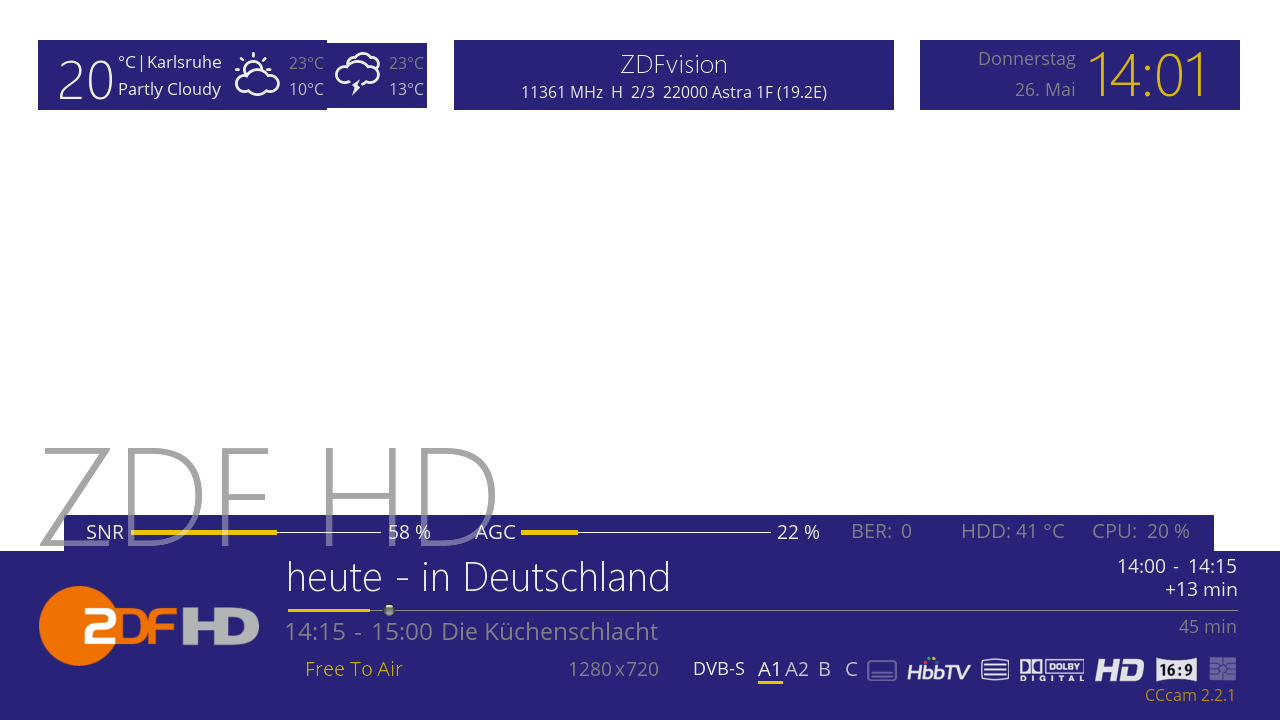 20 °C|Karlsruhe
Partly Cloudy
23°C
10°C
23°C
13°C
ZDFvision
11361 MHz H 2/3 22000 Astra 1F (19.2E)
Donnerstag
26. Mai
14:01
ZDF HD
SNR 58 % AGC 22 % BER: 0 HDD: 41 °C CPU: 20 %
2DF HD
heute - in Deutschland
14:00 - 14:15
+13 min
14:15 - 15:00 Die Küchenschlacht
45 min
Free To Air 1280x720 DVB-S A1 A2 B C HbbTV DOLBY DIGITAL HD 16:9
CCcam 2.2.1